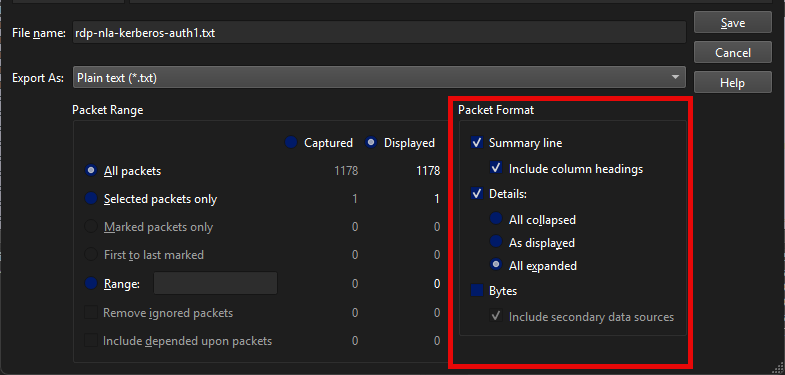 File name: rdp-nla-kerberos-auth1.txt Save
Cancel
Export As: Plain text (*.txt) Help
Packet Range Packet Format
Captured Displayed Summary line
All packets 1178 1178 Include column headings
Selected packets only 1 1 Details:
Marked packets only 0 0 All collapsed
First to last marked 0 0 As displayed
Range: 0 0 All expanded
Remove ignored packets 0 0 Bytes
Include depended upon packets 0 0 Include secondary data sources